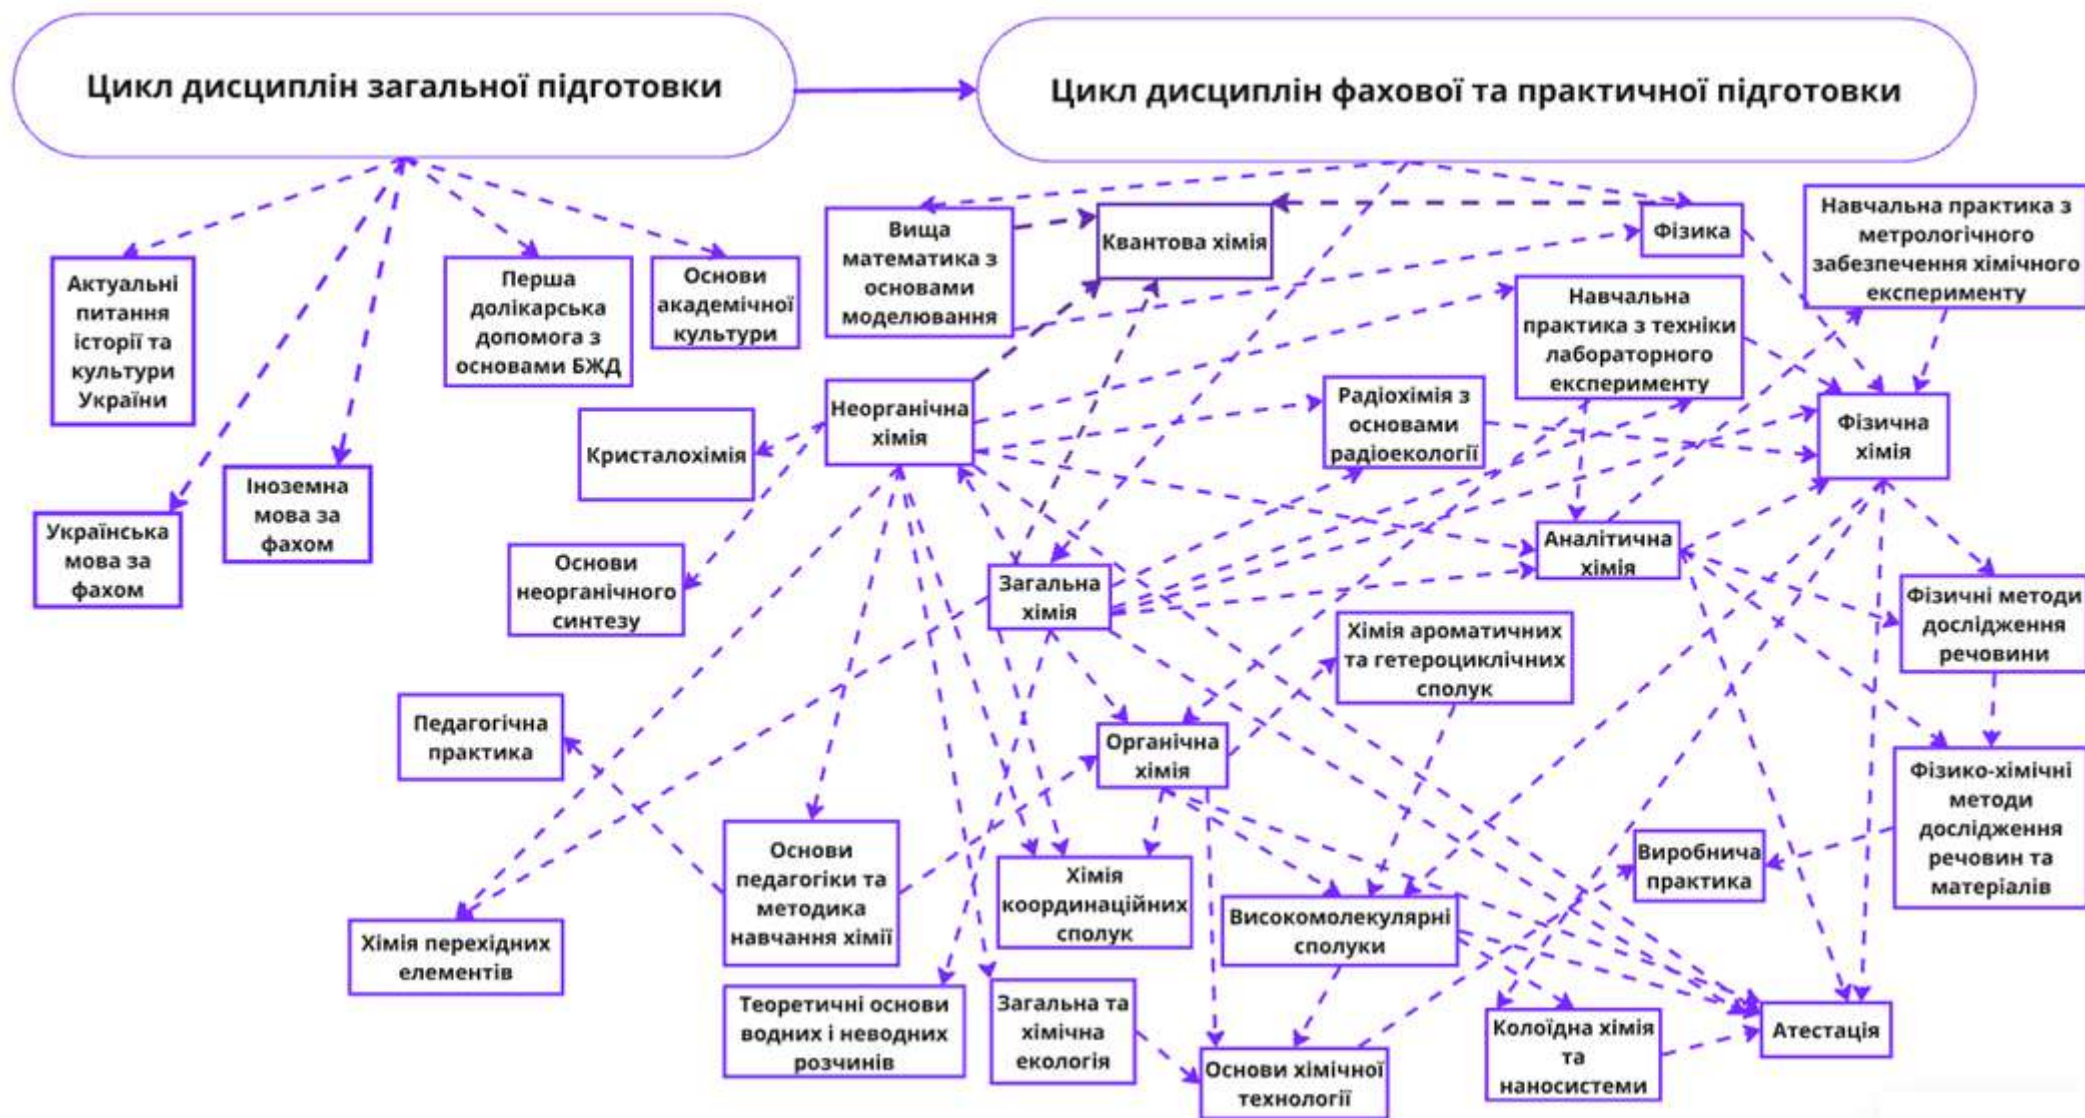 Цикл дисциплін загальної підготовки
Цикл дисциплін фахової та практичної підготовки
Актуальні
питання
історії та
культури
України
Українська
мова за
фахом
Іноземна
мова за
фахом
Перша
долікарська
допомога з
основами БЖД
Основи
академічної
культури
Вища
математика з
основами
моделювання
Квантова хімія
Фізика
Навчальна практика з
метрологічного
забезпечення хімічного
експерименту
Навчальна
практика з техніки
лабораторного
експерименту
Неорганічна
хімія
Кристалохімія
Радіохімія з
основами
радіоекології
Фізична
хімія
Основи
неорганічного
синтезу
Загальна
хімія
Аналітична
хімія
Фізичні методи
дослідження
речовини
Хімія ароматичних
та гетероциклічних
сполук
Педагогічна
практика
Органічна
хімія
Фізико-хімічні
методи
дослідження
речовин та
матеріалів
Основи
педагогіки та
методика
навчання хімії
Хімія
координаційних
сполук
Виробнича
практика
Високомолекулярні
сполуки
Хімія перехідних
елементів
Теоретичні основи
водних і неводних
розчинів
Загальна та
хімічна
екологія
Основи хімічної
технології
Колоїдна хімія
та
наносистеми
Атестація